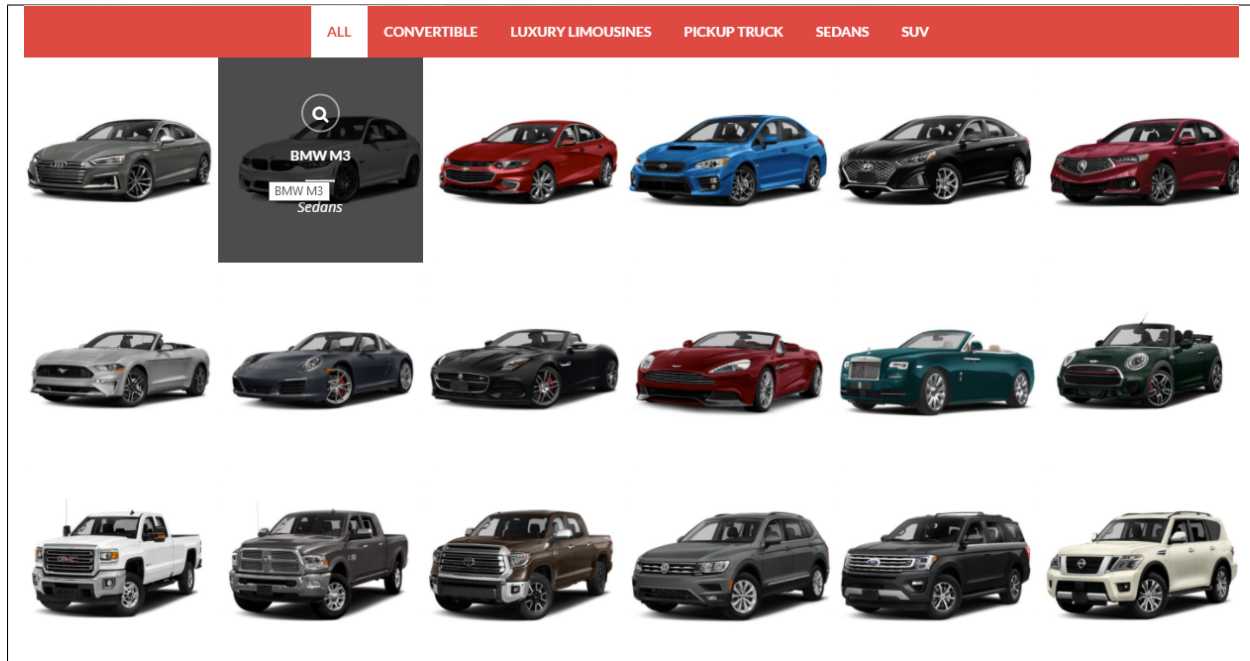 ALL CONVERTIBLE LUXURY LIMOUSINES PICKUP TRUCK SEDANS SUV
BMW M3
BMW M3
Sedans